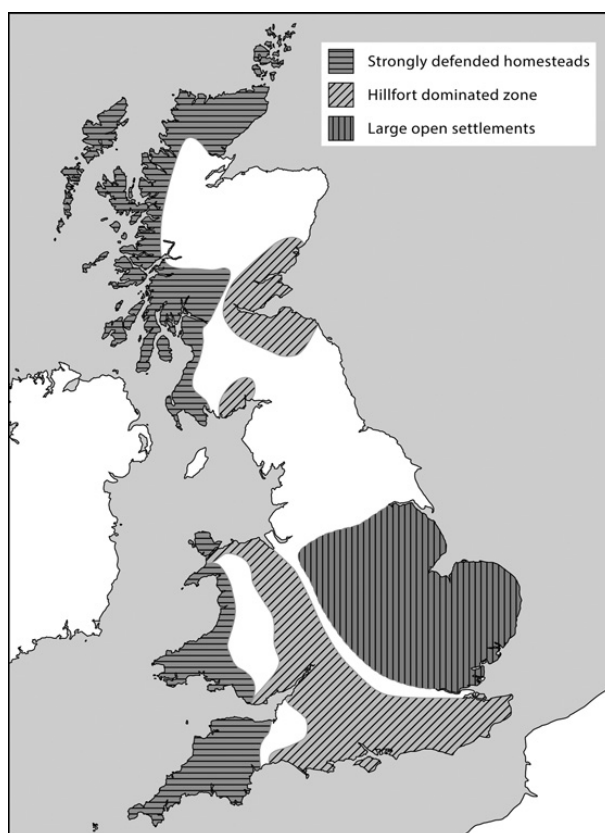 Strongly defended homesteads
Hillfort dominated zone
Large open settlements